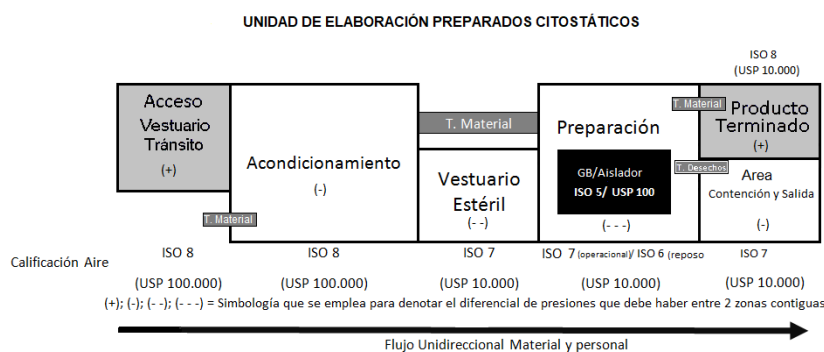 UNIDAD DE ELABORACIÓN PREPARADOS CITOSTÁTICOS
ISO 8
(USP 10.000)
Acceso
Vestuario
Tránsito
(+)
T. Material
Acondicionamiento
(-)
T. Material
Vestuario
Estéril
(- -)
Preparación
GB/Aislador
ISO 5/ USP 100
(- - -)
T. Material
Producto
Terminado
(+)
T. Desechos
Area
Contención y Salida
(-)
Calificación Aire
ISO 8
(USP 100.000)
ISO 8
(USP 100.000)
ISO 7
(USP 10.000)
ISO 7 (operacional)/ ISO 6 (reposo
(USP 10.000)
ISO 7
(USP 10.000)
(+); (-); (- -); (- - -) = Simbología que se emplea para denotar el diferencial de presiones que debe haber entre 2 zonas contiguas
Flujo Unidireccional Material y personal